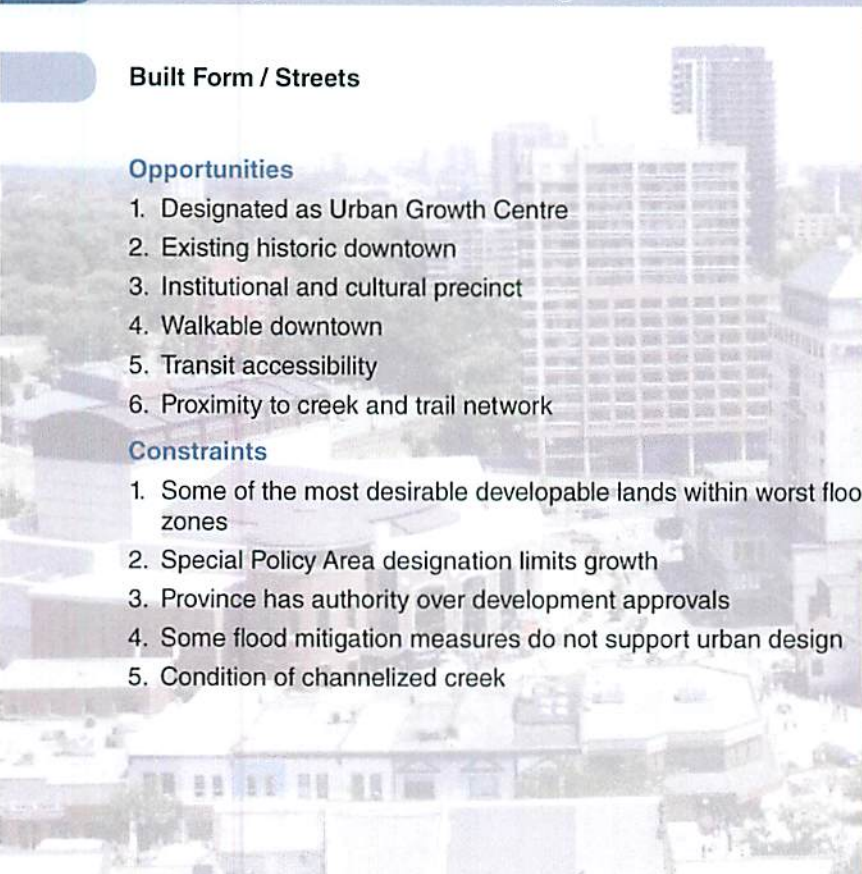 Built Form / Streets
Opportunities
1. Designated as Urban Growth Centre
2. Existing historic downtown
3. Institutional and cultural precinct
4. Walkable downtown
5. Transit accessibility
6. Proximity to creek and trail network
Constraints
1. Some of the most desirable developable lands within worst floo
zones
2. Special Policy Area designation limits growth
3. Province has authority over development approvals
4. Some flood mitigation measures do not support urban design
5. Condition of channelized creek